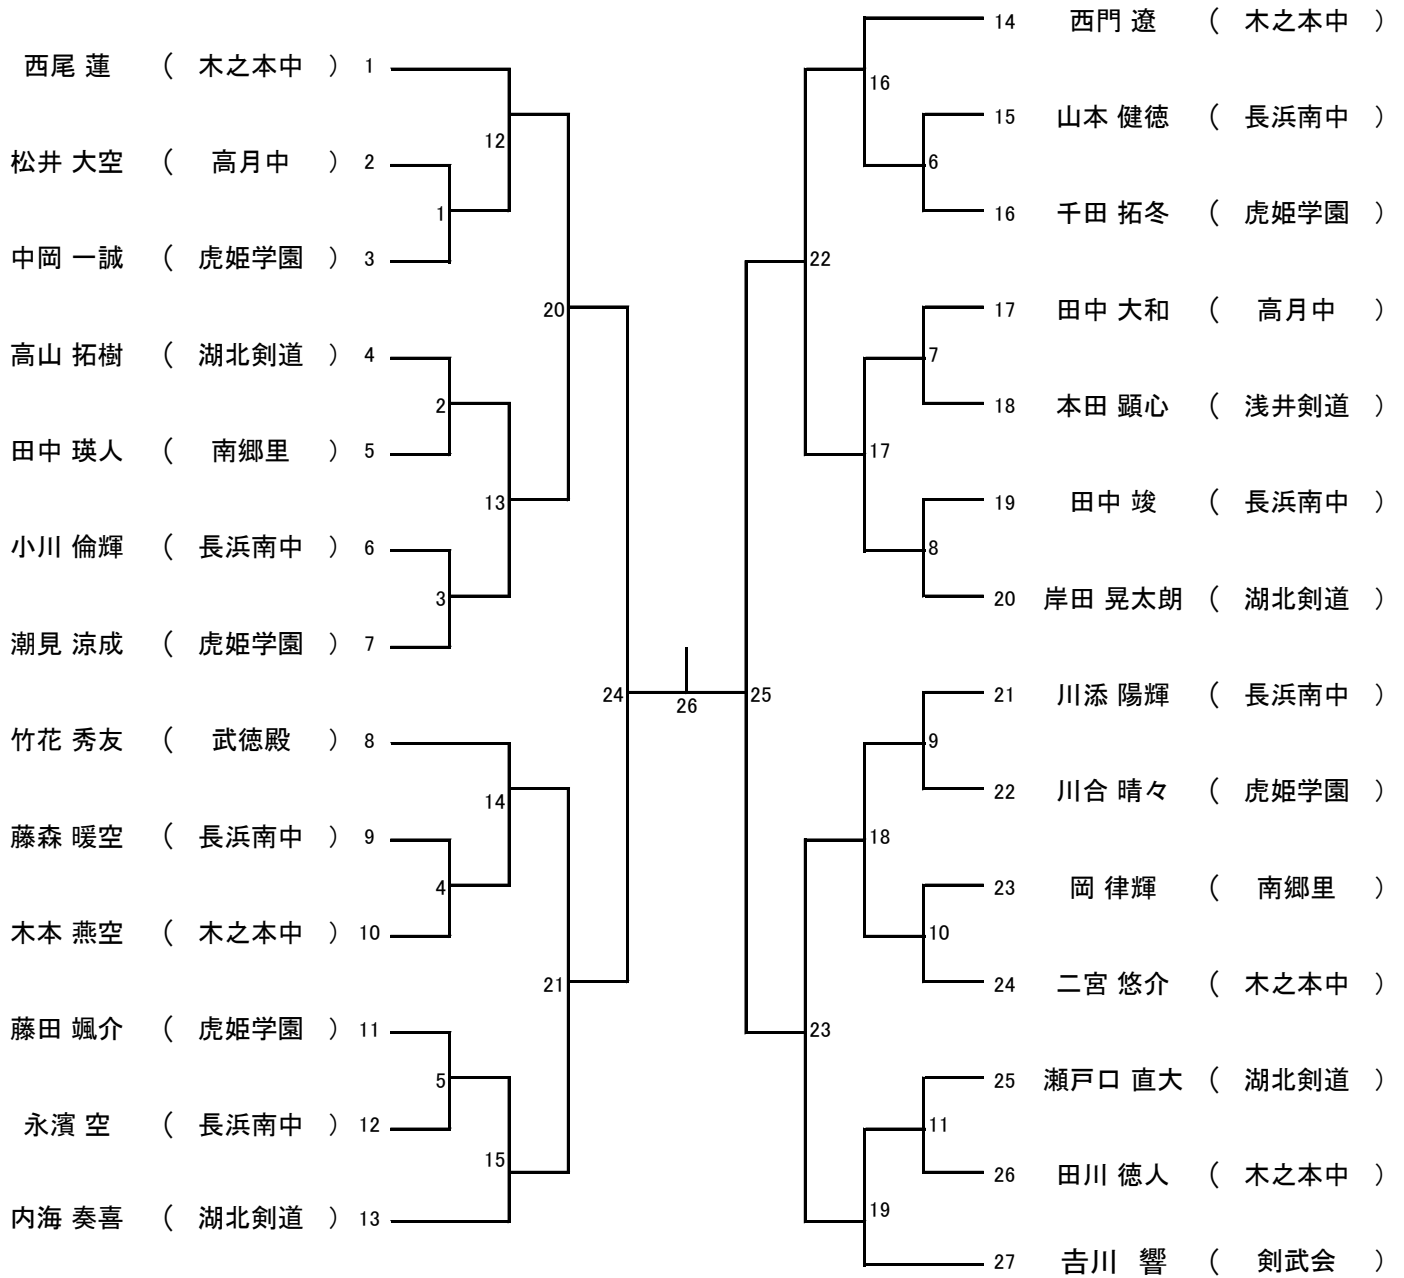 西尾 蓮 ( 木之本中 ) 1
松井 大空 ( 高月中 ) 2
中岡 一誠 ( 虎姫学園 ) 3
高山 拓樹 ( 湖北剣道 ) 4
田中 瑛人 ( 南郷里 ) 5
小川 倫輝 ( 長浜南中 ) 6
潮見 涼成 ( 虎姫学園 ) 7
竹花 秀友 ( 武徳殿 ) 8
藤森 暖空 ( 長浜南中 ) 9
木本 燕空 ( 木之本中 ) 10
藤田 颯介 ( 虎姫学園 ) 11
永濱 空 ( 長浜南中 ) 12
内海 奏喜 ( 湖北剣道 ) 13
1
2
3
4
5
12
13
14
15
20
21
24
26
25
22
23
16
17
18
19
6
7
8
9
10
11
14 西門 遼 ( 木之本中 )
15 山本 健徳 ( 長浜南中 )
16 千田 拓冬 ( 虎姫学園 )
17 田中 大和 ( 高月中 )
18 本田 顕心 ( 浅井剣道 )
19 田中 竣 ( 長浜南中 )
20 岸田 晃太朗 ( 湖北剣道 )
21 川添 陽輝 ( 長浜南中 )
22 川合 晴々 ( 虎姫学園 )
23 岡 律輝 ( 南郷里 )
24 二宮 悠介 ( 木之本中 )
25 瀬戸口 直大 ( 湖北剣道 )
26 田川 徳人 ( 木之本中 )
27 𠮷川 響 ( 剣武会 )